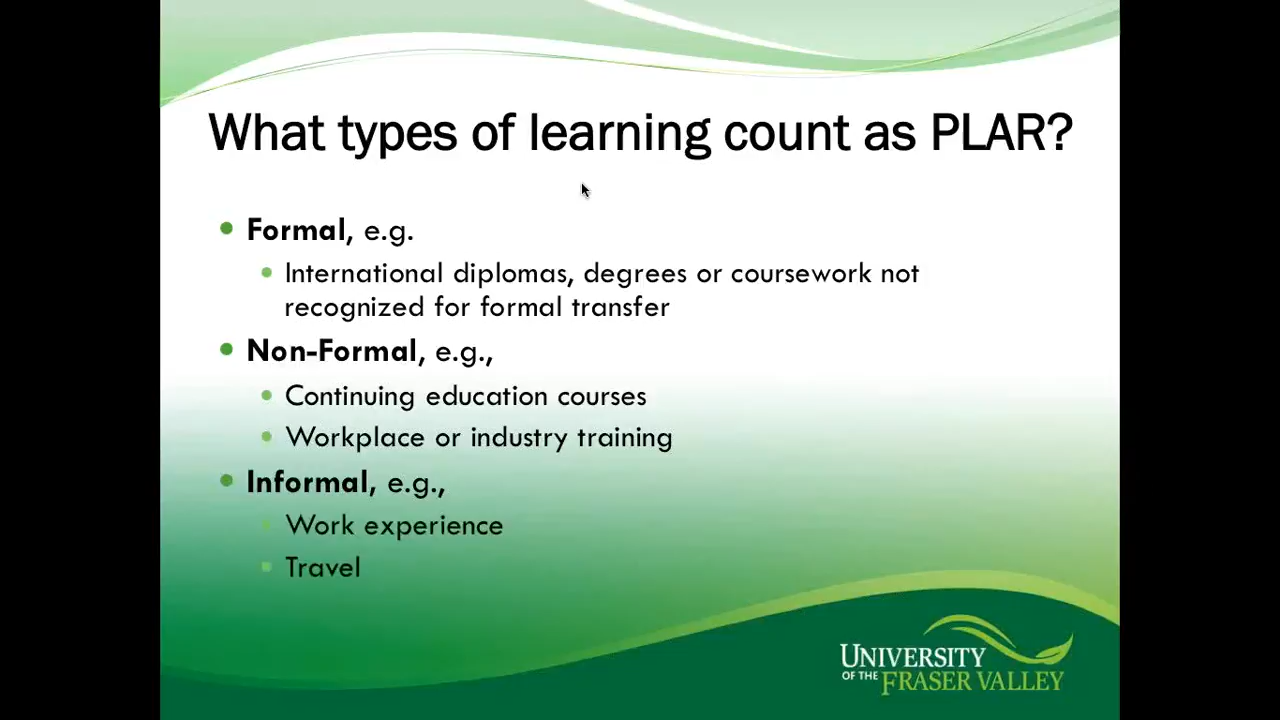 What types of learning count as PLAR?
Formal, e.g.
International diplomas, degrees or coursework not
recognized for formal transfer
Non-Formal, e.g.,
Continuing education courses
Workplace or industry training
Informal, e.g.,
Work experience
Travel
UNIVERSITY
OF THE FRASER VALLEY